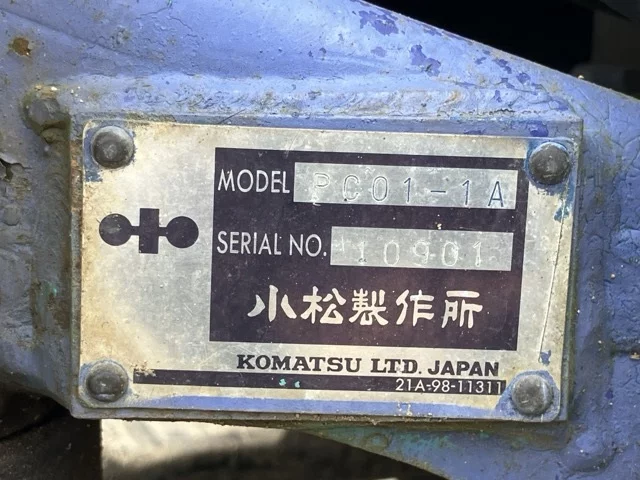 MODEL PC01-1A
SERIAL NO. 10901
小松製作所
KOMATSU LTD. JAPAN
21A-98-11311